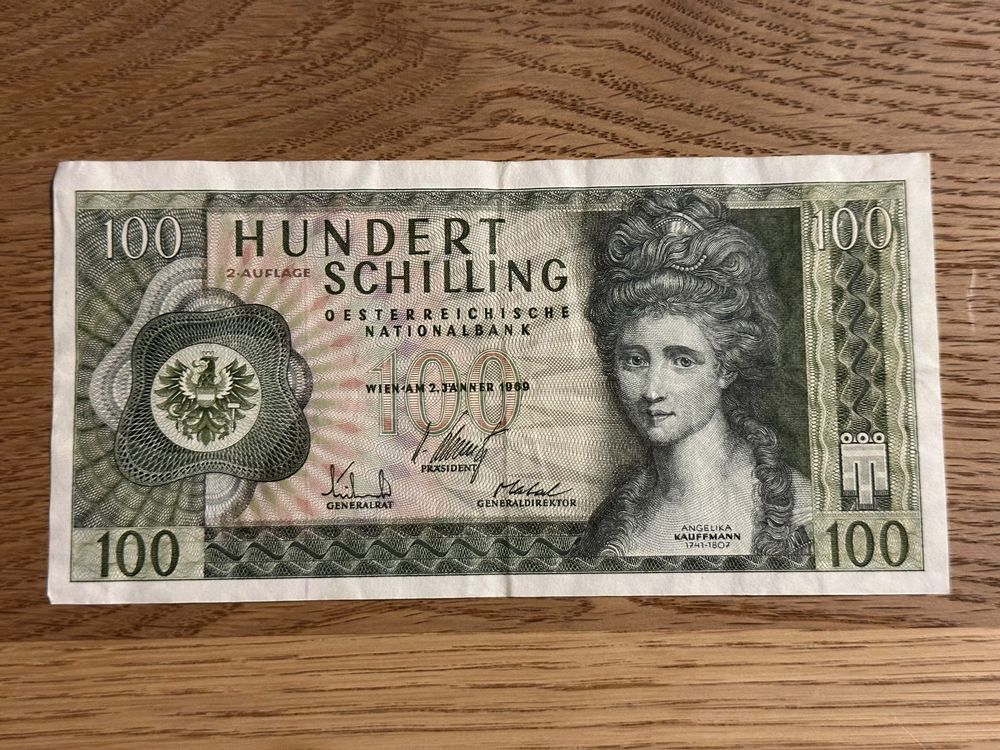 100
HUNDERT
100
2·AUFLAGE
SCHILLING
OESTERREICHISCHE
NATIONALBANK
100
WIEN·AM 2. JÄNNER 1969
PRÄSIDENT
GENERALRAT
GENERALDIREKTOR
ANGELIKA
KAUFFMANN
1741-1807
100
100